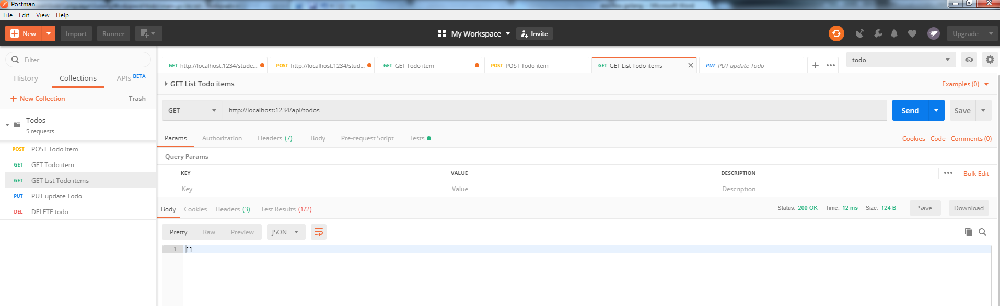 Postman
File Edit View Help
New Import Runner My Workspace Invite Upgrade
Filter
History Collections APIs BETA
New Collection Trash
Todos
5 requests
POST POST Todo item
GET GET Todo item
GET GET List Todo items
PUT PUT update Todo
DEL DELETE todo
GET http://localhost:1234/stude... POST http://localhost:1234/stud... GET GET Todo item POST POST Todo item GET GET List Todo items PUT PUT update Todo todo
GET List Todo items Examples (0)
GET http://localhost:1234/api/todos Send Save
Params Authorization Headers (7) Body Pre-request Script Tests Cookies Code Comments (0)
Query Params
KEY VALUE DESCRIPTION Bulk Edit
Key Value Description
Body Cookies Headers (3) Test Results (1/2) Status: 200 OK Time: 12 ms Size: 124 B Save Download
Pretty Raw Preview JSON
1 []